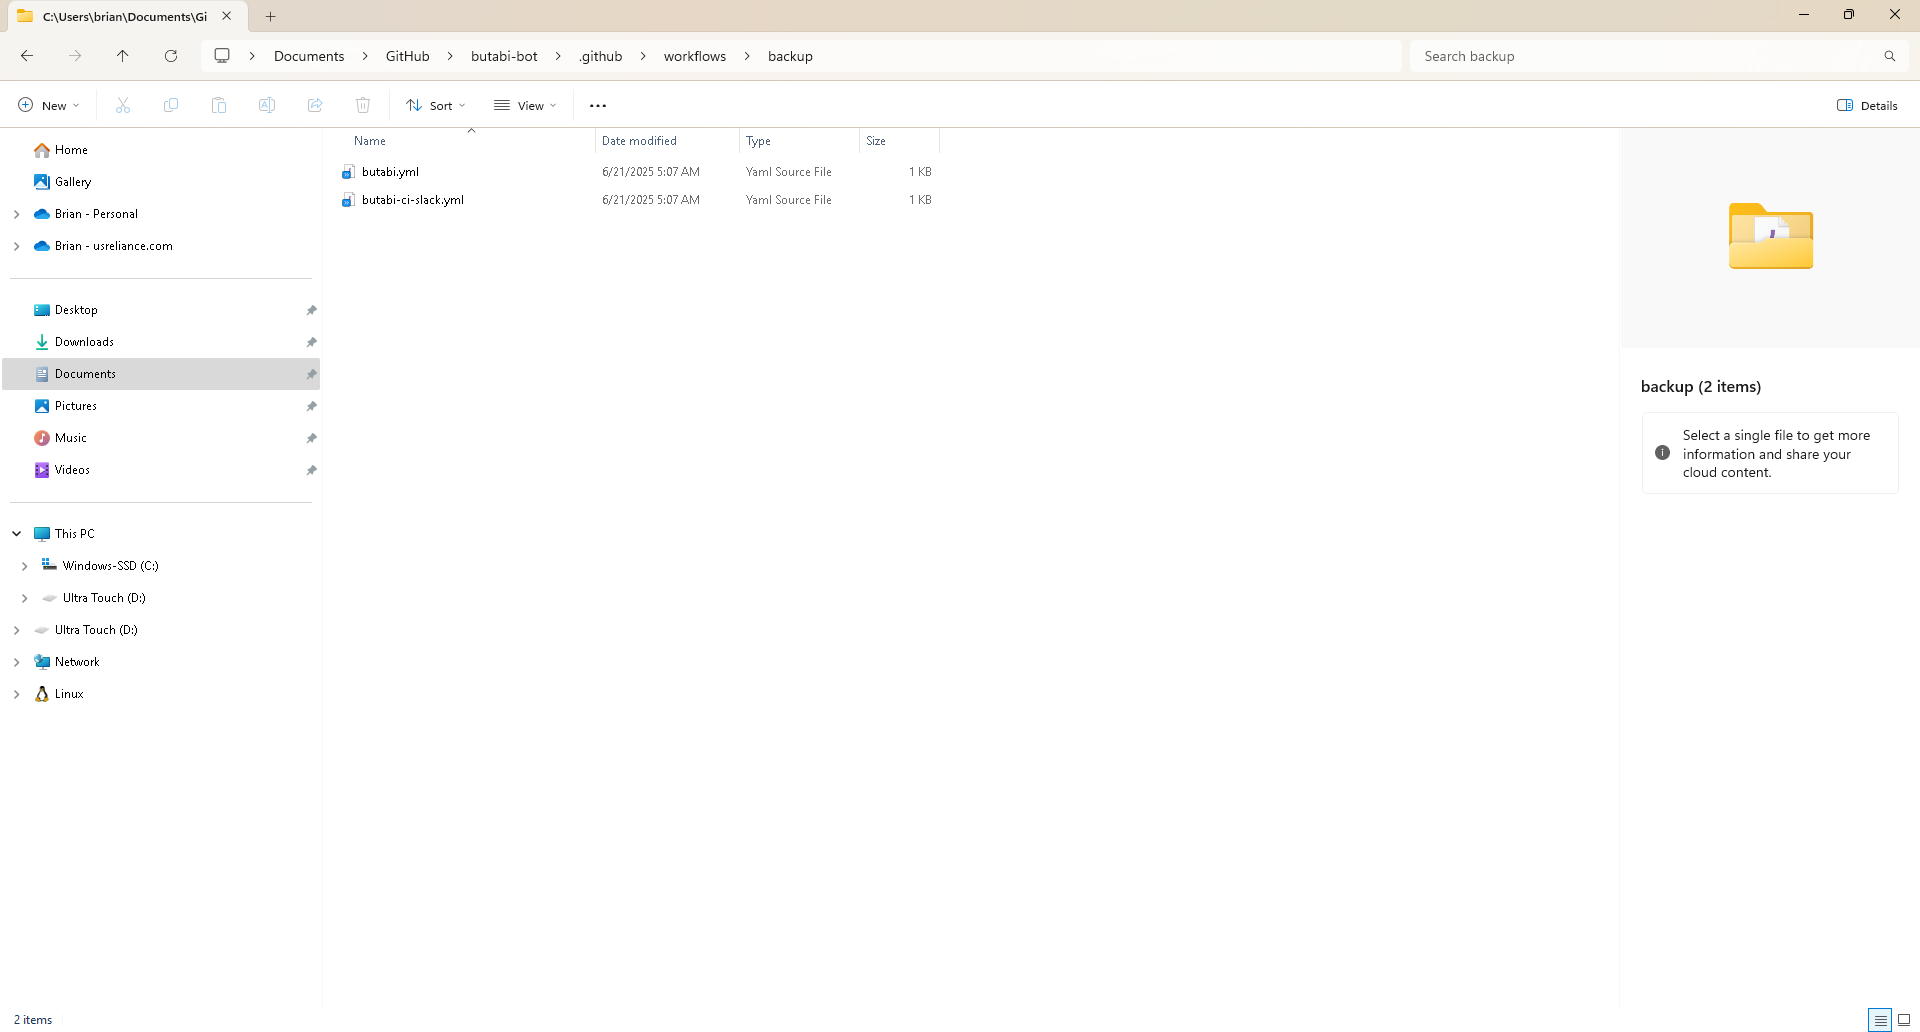 C:\Users\brian\Documents\Gi
Documents
GitHub
butabi-bot
.github
workflows
backup
Search backup
New
Sort
View
Details
Name
Date modified
Type
Size
butabi.yml
6/21/2025 5:07 AM
Yaml Source File
1 KB
butabi-ci-slack.yml
6/21/2025 5:07 AM
Yaml Source File
1 KB
Home
Gallery
Brian - Personal
Brian - usreliance.com
Desktop
Downloads
Documents
Pictures
Music
Videos
This PC
Windows-SSD (C:)
Ultra Touch (D:)
Ultra Touch (D:)
Network
Linux
backup (2 items)
Select a single file to get more
information and share your
cloud content.
2 items